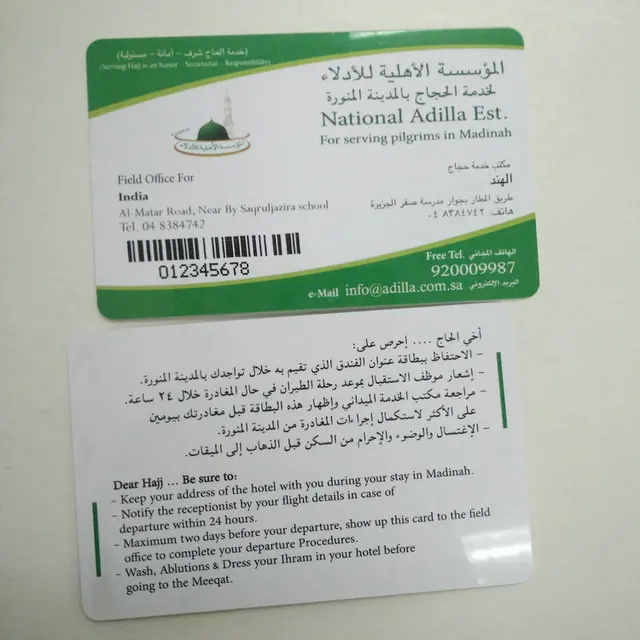 (خدمة الحاج شرف - أمانة - مسئولية)
(Serving Hajj is an honor - Secretariat - Responsibility)
المؤسسة الأهلية للأدلاء
لخدمة الحجاج بالمدينة المنورة
National Adilla Est.
For serving pilgrims in Madinah
المؤسسة الأهلية للأدلاء
مكتب خدمة حجاج
الهند
طريق المطار بجوار مدرسة صقر الجزيرة
هاتف. ٠٤ ٨٣٨٤٧٤٢
Field Office For
India
Al-Matar Road, Near By Saqruljazira school
Tel. 04 8384742
012345678
Free Tel. الهاتف المجاني
920009987
e-Mail info@adilla.com.sa البريد الإلكتروني
أخي الحاج .... إحرص على:
- الاحتفاظ ببطاقة عنوان الفندق الذي تقيم به خلال تواجدك بالمدينة المنورة.
- إشعار موظف الاستقبال بموعد رحلة الطيران في حال المغادرة خلال ٢٤ ساعة.
- مراجعة مكتب الخدمة الميداني وإظهار هذه البطاقة قبل مغادرتك بيومين
على الأكثر لاستكمال إجراءات المغادرة من المدينة المنورة.
- الإغتسال والوضوء والإحرام من السكن قبل الذهاب إلى الميقات.
Dear Hajj ... Be sure to:
- Keep your address of the hotel with you during your stay in Madinah.
- Notify the receptionist by your flight details in case of
departure within 24 hours.
- Maximum two days before your departure, show up this card to the field
office to complete your departure Procedures.
- Wash, Ablutions & Dress your Ihram in your hotel before
going to the Meeqat.